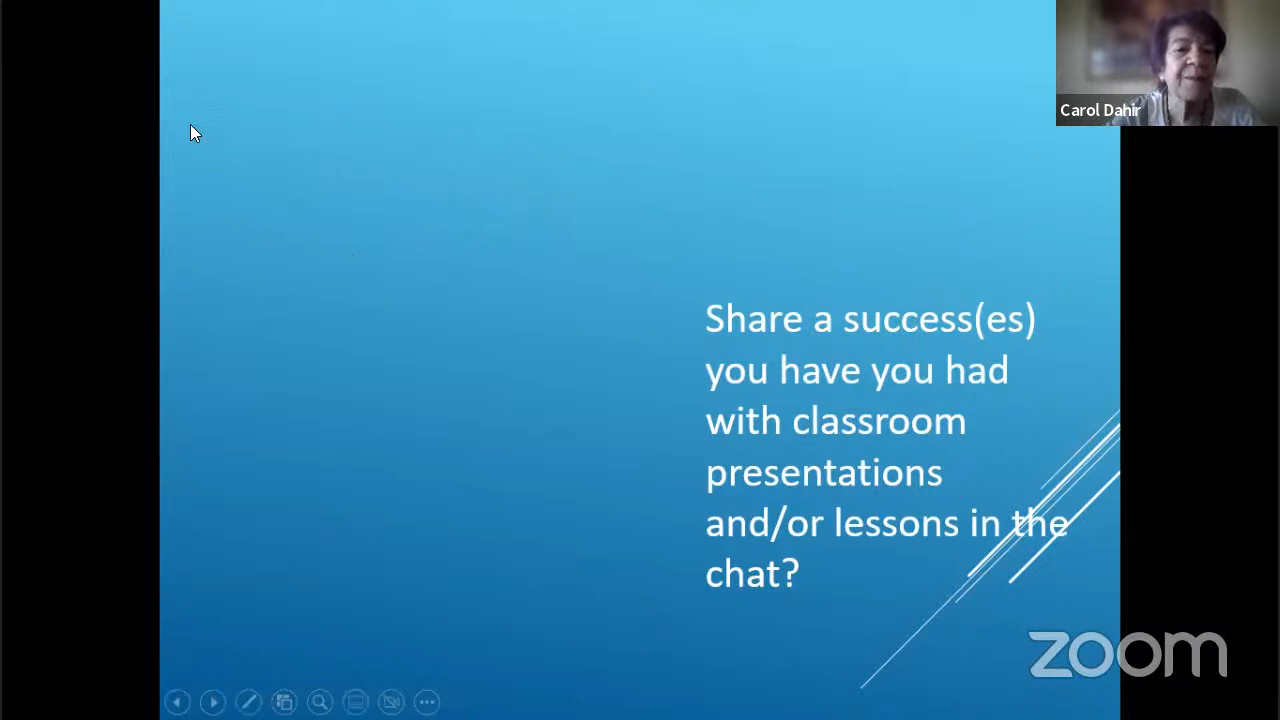 Carol Dahir
Share a success(es)
you have you had
with classroom
presentations
and/or lessons in the
chat?
zoom